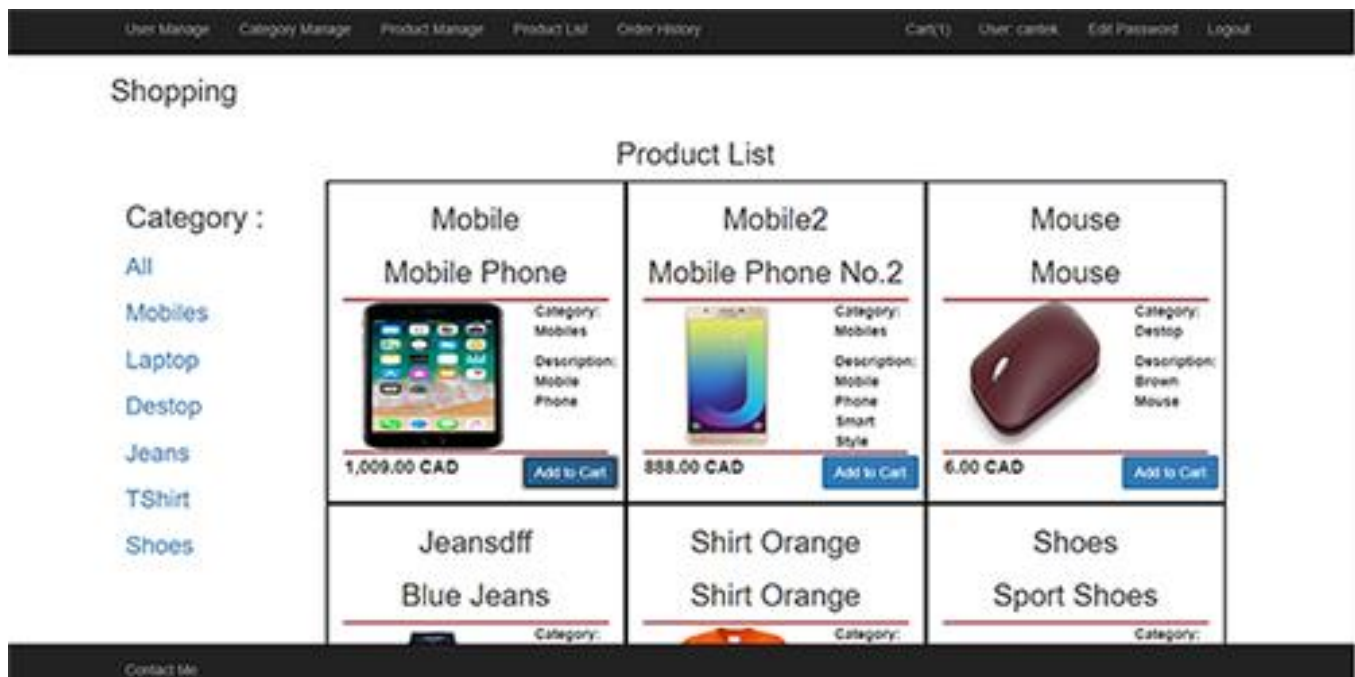 User Manage Category Manage Product Manage Product List Order History Cart(1) User: cantek Edit Password Logout
Shopping
Product List
Category :
All
Mobiles
Laptop
Destop
Jeans
TShirt
Shoes
Mobile
Mobile Phone
Category:
Mobiles
Description:
Mobile
Phone
1,009.00 CAD
Add to Cart
Mobile2
Mobile Phone No.2
Category:
Mobiles
Description:
Mobile
Phone
Smart
Style
888.00 CAD
Add to Cart
Mouse
Mouse
Category:
Destop
Description:
Brown
Mouse
6.00 CAD
Add to Cart
Jeansdff
Blue Jeans
Category:
Shirt Orange
Shirt Orange
Category:
Shoes
Sport Shoes
Category:
Contact Me